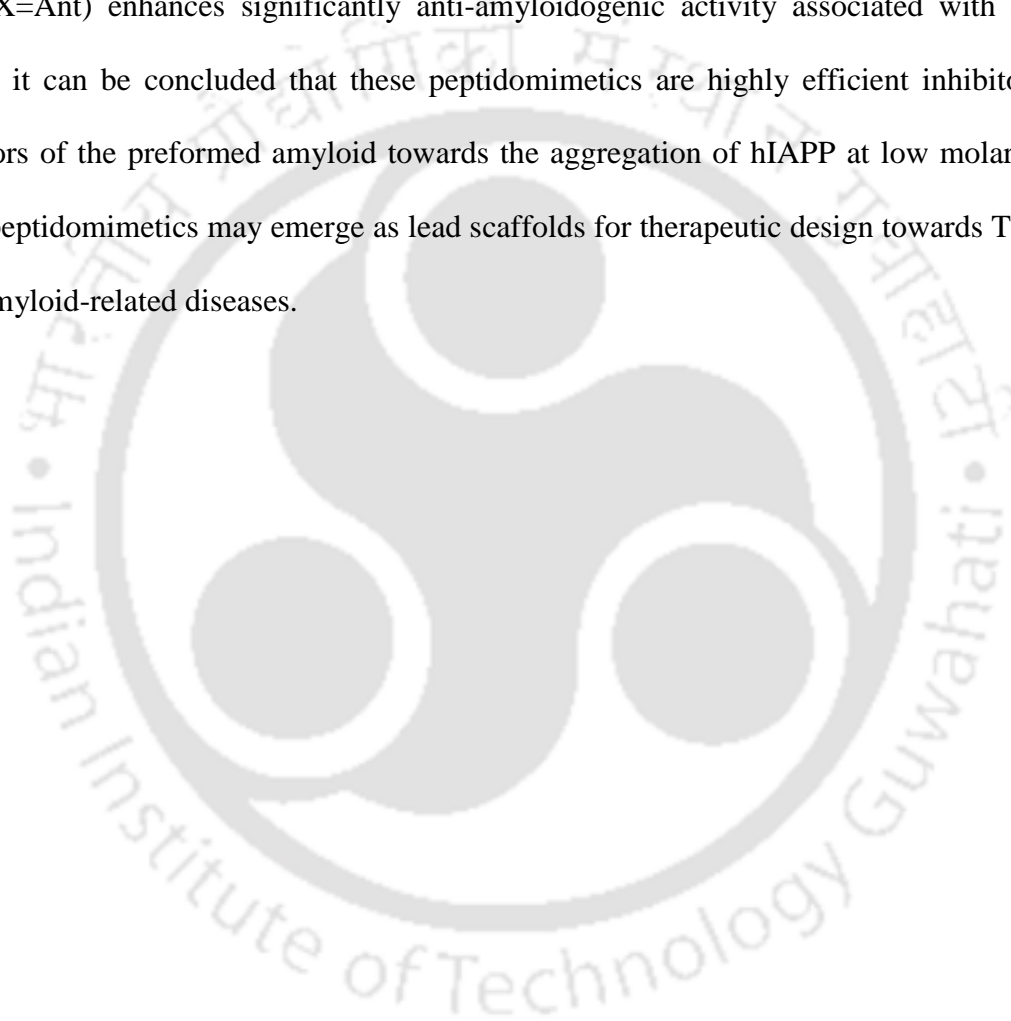 X=Ant) enhances significantly anti-amyloidogenic activity associated with
it can be concluded that these peptidomimetics are highly efficient inhibito
ors of the preformed amyloid towards the aggregation of hIAPP at low molar
peptidomimetics may emerge as lead scaffolds for therapeutic design towards T
myloid-related diseases.
भारतीय प्रौद्योगिकी संस्थान गुवाहाटी
• Indian Institute of Technology Guwahati •